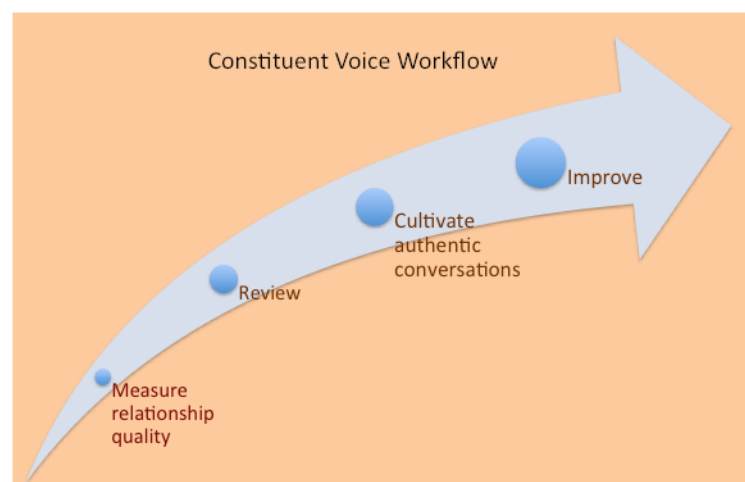 Constituent Voice Workflow
Improve
Cultivate
authentic
conversations
Review
Measure
relationship
quality